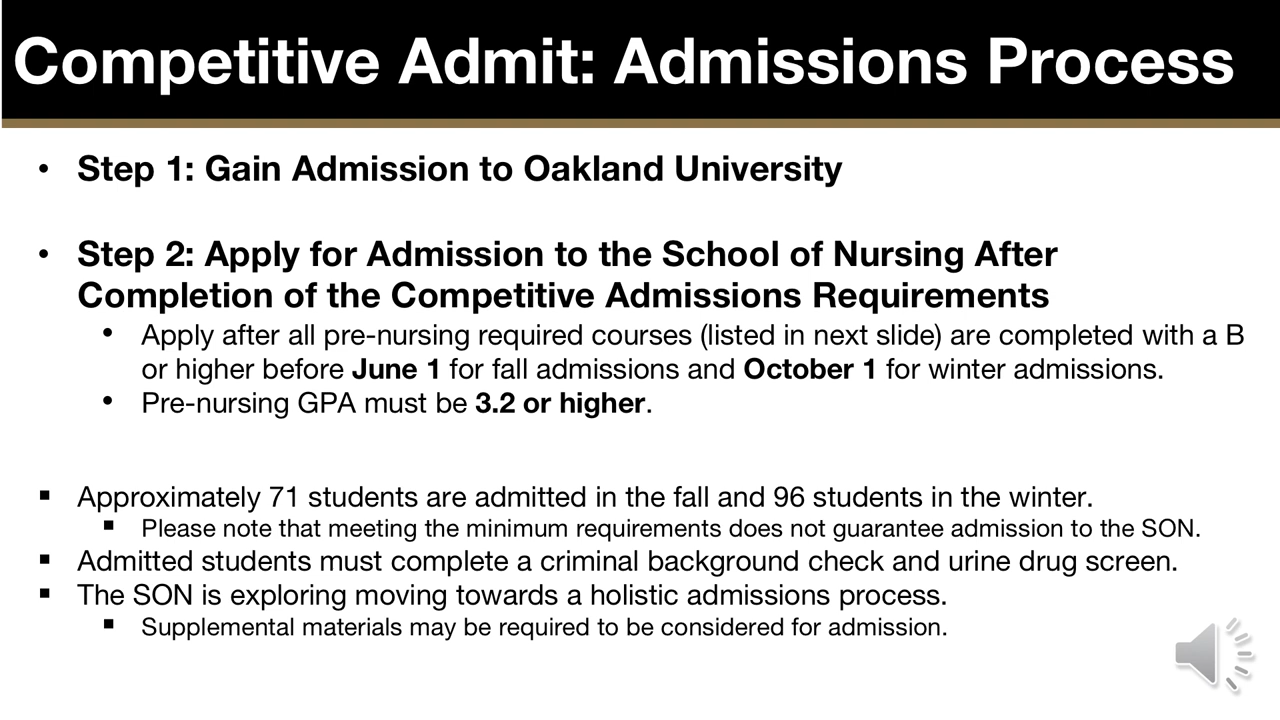 Competitive Admit: Admissions Process
• Step 1: Gain Admission to Oakland University
• Step 2: Apply for Admission to the School of Nursing After
Completion of the Competitive Admissions Requirements
• Apply after all pre-nursing required courses (listed in next slide) are completed with a B
or higher before June 1 for fall admissions and October 1 for winter admissions.
• Pre-nursing GPA must be 3.2 or higher.
▪ Approximately 71 students are admitted in the fall and 96 students in the winter.
▪ Please note that meeting the minimum requirements does not guarantee admission to the SON.
▪ Admitted students must complete a criminal background check and urine drug screen.
▪ The SON is exploring moving towards a holistic admissions process.
▪ Supplemental materials may be required to be considered for admission.